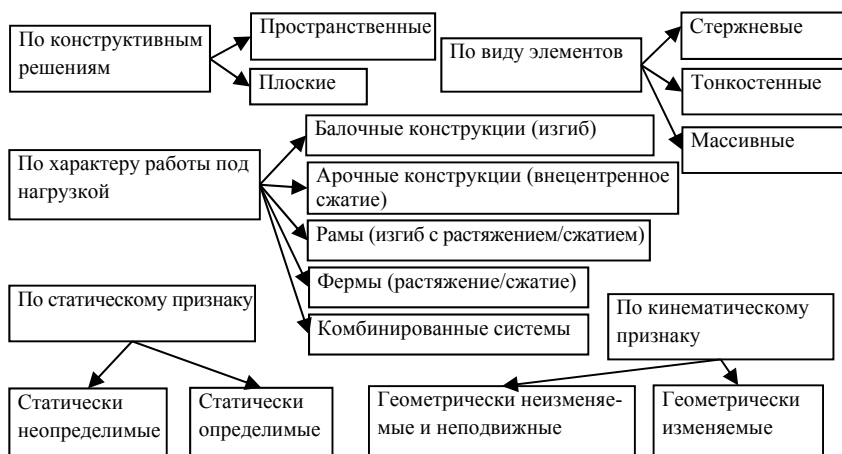 По конструктивным
решениям
Пространственные
Плоские
По виду элементов
Стержневые
Тонкостенные
Массивные
По характеру работы под
нагрузкой
Балочные конструкции (изгиб)
Арочные конструкции (внецентренное
сжатие)
Рамы (изгиб с растяжением/сжатием)
Фермы (растяжение/сжатие)
Комбинированные системы
По статическому признаку
Статически
неопределимые
Статически
определимые
По кинематическому
признаку
Геометрически неизменяе-
мые и неподвижные
Геометрически
изменяемые